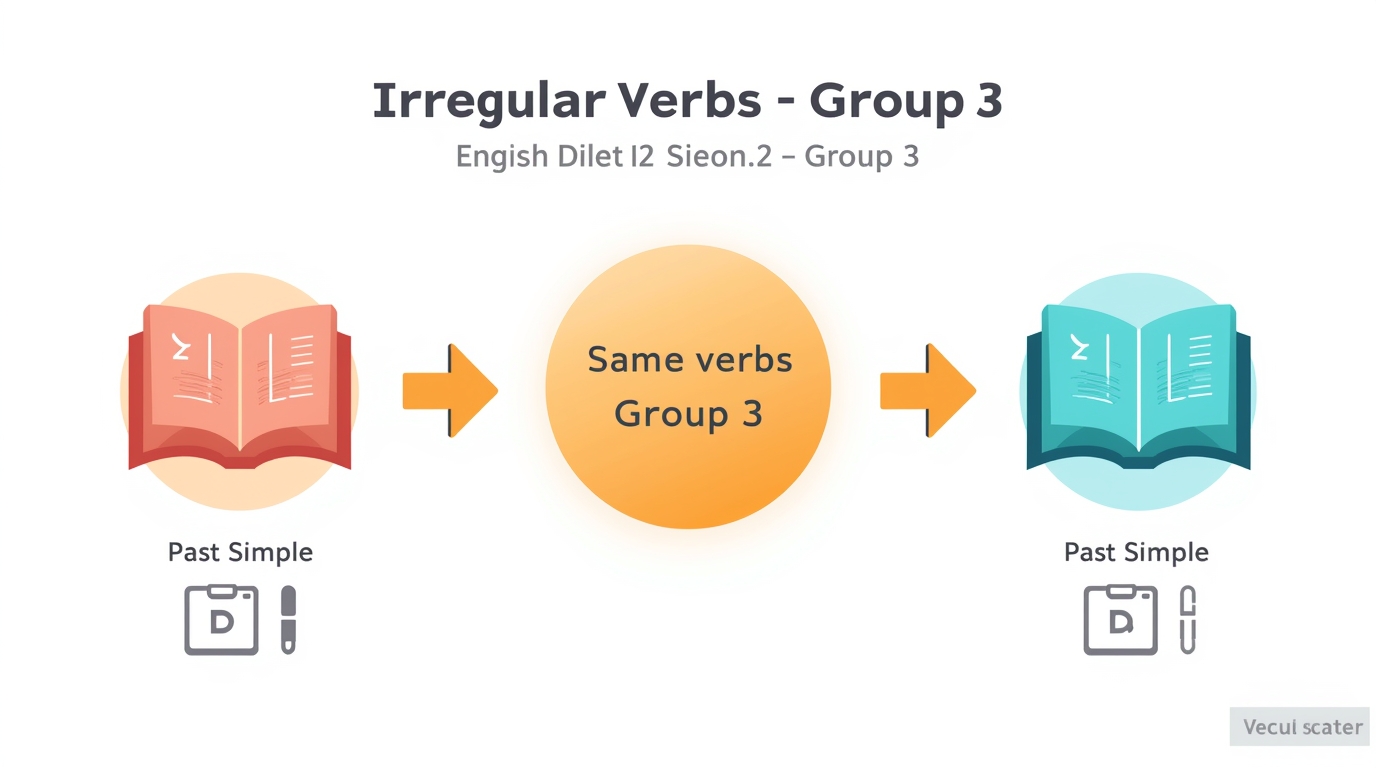 Irregular Verbs - Group 3
Engish Dilet I2 Sieon.2 – Group 3
Same verbs
Group 3
Past Simple
Past Simple
D
D
Vecul scater